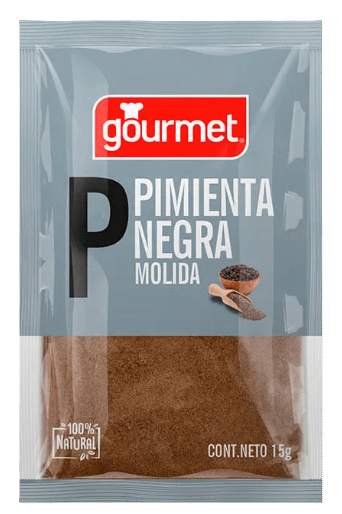 gourmet
P
PIMIENTA
NEGRA
MOLIDA
100%
NATURAL
CONT.NETO 15g